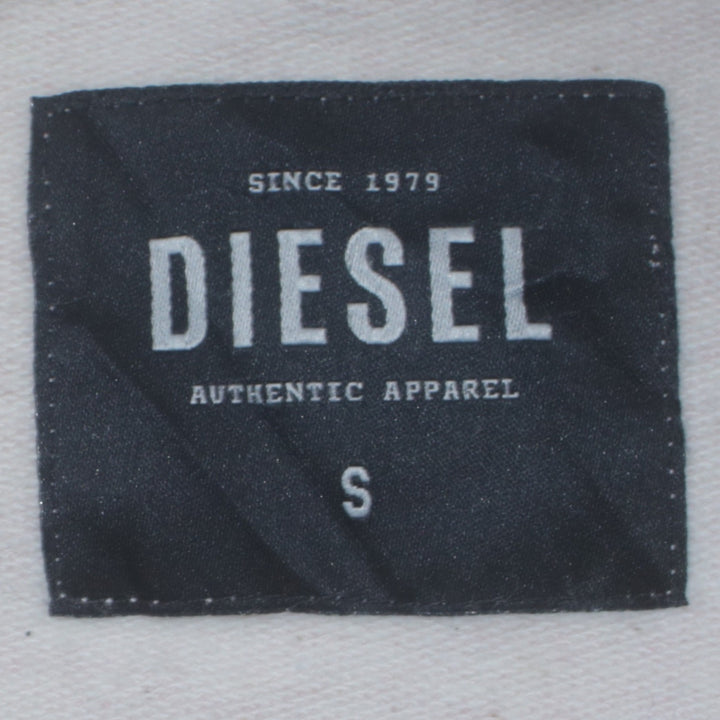 SINCE 1979
DIESEL
AUTHENTIC APPAREL
S